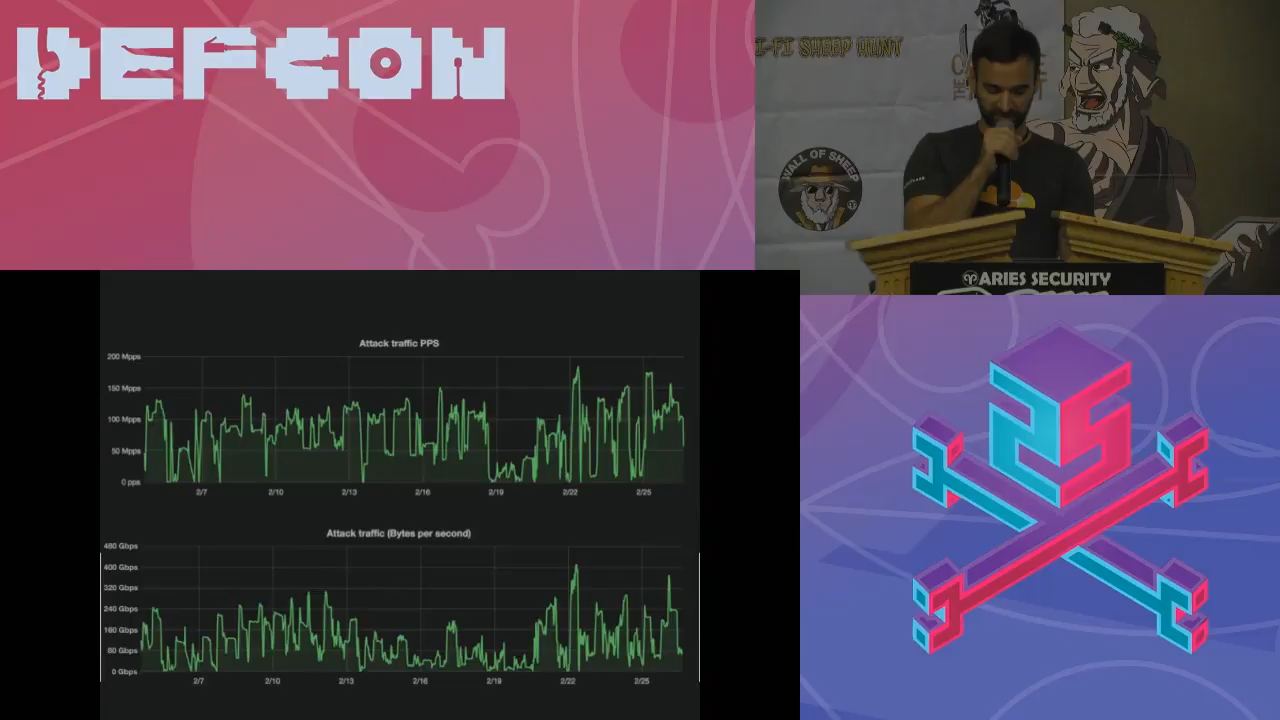 DEFCON
I-FI SHEEP HUNT
WALL OF SHEEP
ARIES SECURITY
Attack traffic PPS
200 Mpps
150 Mpps
100 Mpps
50 Mpps
0 pps
2/7 2/10 2/13 2/16 2/19 2/22 2/25
Attack traffic (Bytes per second)
480 Gbps
400 Gbps
320 Gbps
240 Gbps
160 Gbps
80 Gbps
0 Gbps
2/7 2/10 2/13 2/16 2/19 2/22 2/25
25